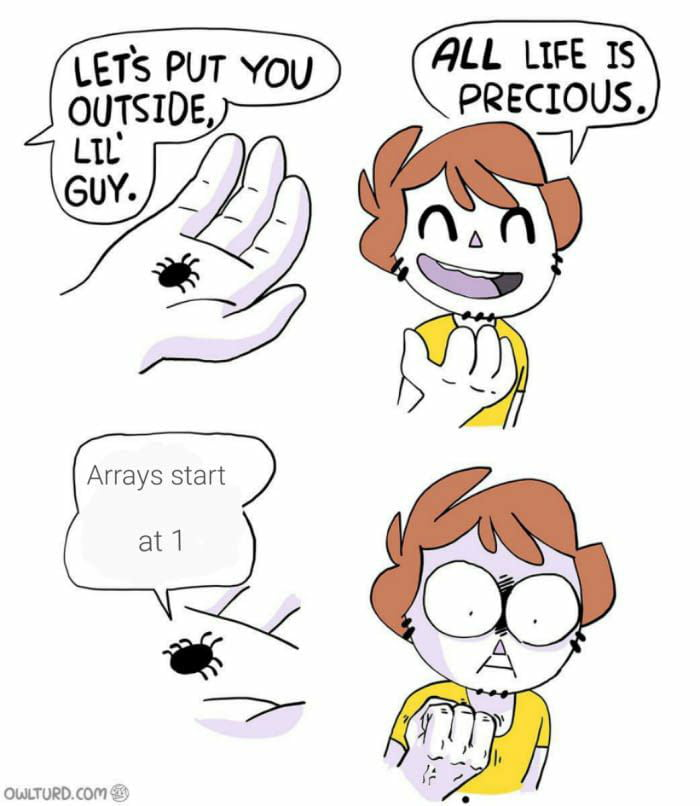 LET'S PUT YOU
OUTSIDE,
LIL'
GUY.
ALL LIFE IS
PRECIOUS.
Arrays start
at 1
OWLTURD.COM